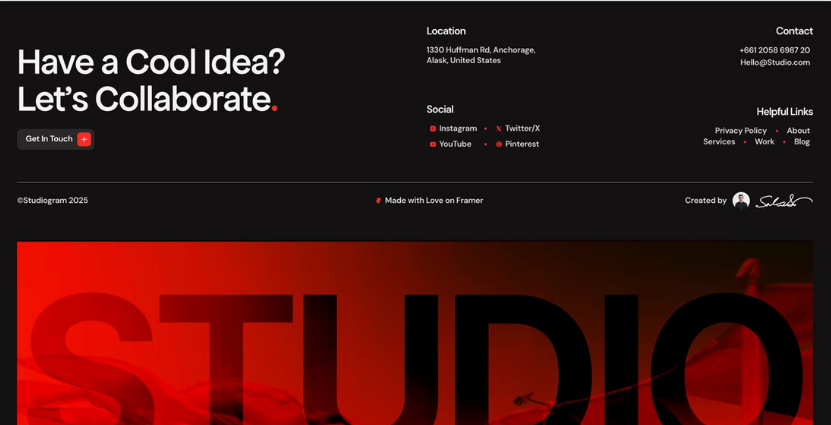 Have a Cool Idea?
Let's Collaborate.
Get In Touch
Location
1330 Huffman Rd, Anchorage,
Alask, United States
Social
Instagram • Twitter/X
YouTube • Pinterest
Contact
+661 2058 6987 20
Hello@Studio.com
Helpful Links
Privacy Policy • About
Services • Work • Blog
©Studiogram 2025
Made with Love on Framer
Created by
STUDIO